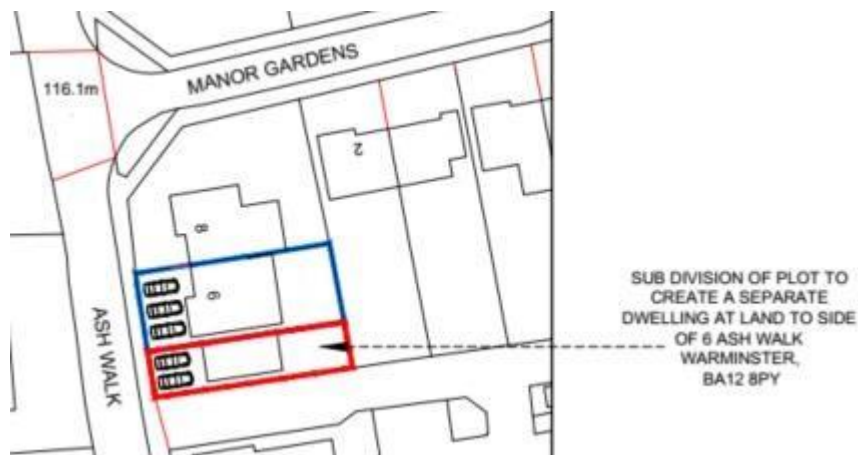 MANOR GARDENS
116.1m
2
8
6
ASH WALK
SUB DIVISION OF PLOT TO
CREATE A SEPARATE
DWELLING AT LAND TO SIDE
OF 6 ASH WALK
WARMINSTER,
BA12 8PY